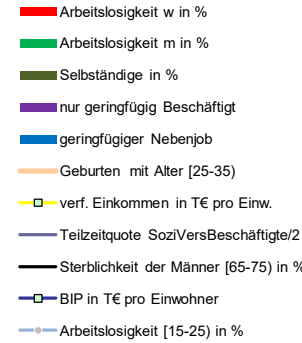 Arbeitslosigkeit w in %
Arbeitslosigkeit m in %
Selbständige in %
nur geringfügig Beschäftigt
geringfügiger Nebenjob
Geburten mit Alter [25-35)
verf. Einkommen in T€ pro Einw.
Teilzeitquote SoziVersBeschäftigte/2
Sterblichkeit der Männer [65-75) in %
BIP in T€ pro Einwohner
Arbeitslosigkeit [15-25) in %